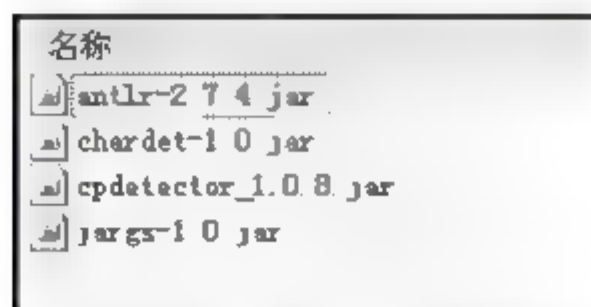 名称
antlr-2.7.4.jar
chardet-1.0.jar
cpdetector_1.0.8.jar
jargs-1.0.jar